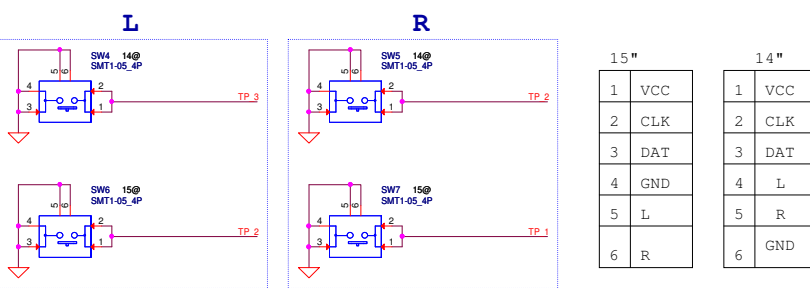 L
R
SW4 14@
SMT1-05_4P
5
6
4
3
2
1
TP 3
SW5 14@
SMT1-05_4P
5
6
4
3
2
1
TP 2
SW6 15@
SMT1-05_4P
5
6
4
3
2
1
TP 2
SW7 15@
SMT1-05_4P
5
6
4
3
2
1
TP 1
15"
1 VCC
2 CLK
3 DAT
4 GND
5 L
6 R
14"
1 VCC
2 CLK
3 DAT
4 L
5 R
6 GND